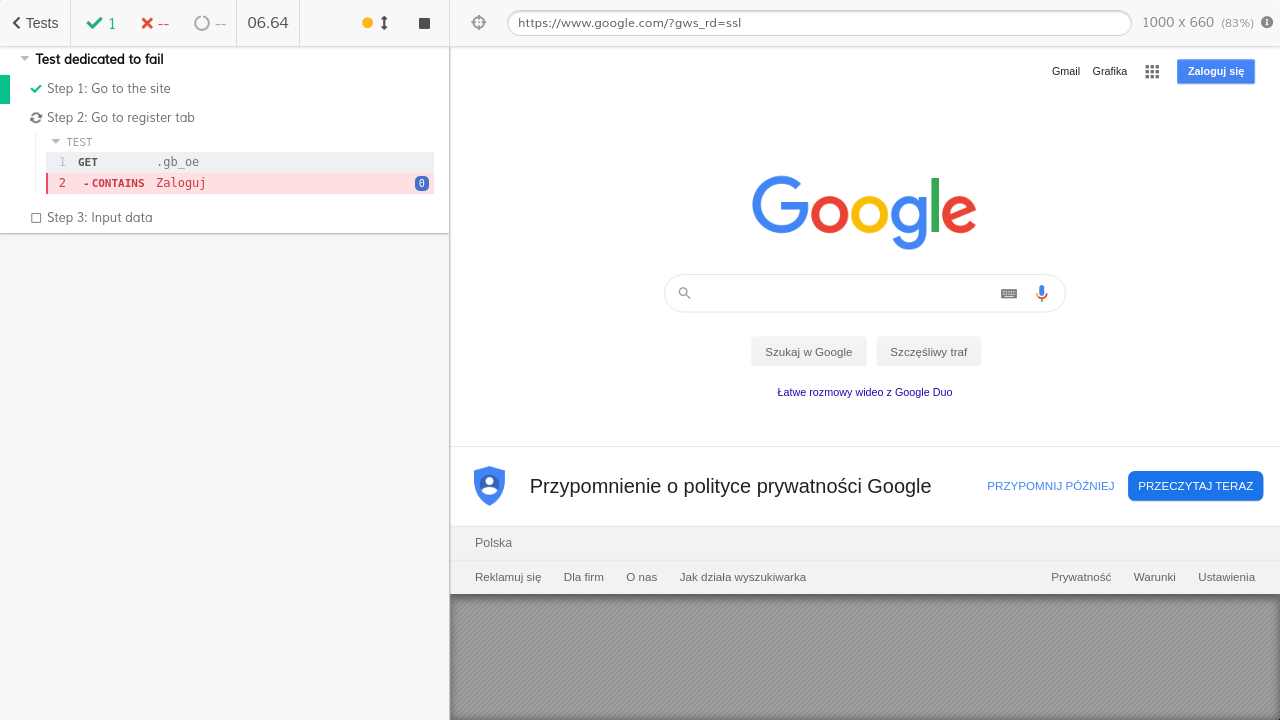 Tests 1 -- -- 06.64
https://www.google.com/?gws_rd=ssl 1000 x 660 (83%)
Test dedicated to fail
Step 1: Go to the site
Step 2: Go to register tab
TEST
1 GET .gb_oe
2 - CONTAINS Zaloguj 0
Step 3: Input data
Gmail Grafika Zaloguj się
Google
Szukaj w Google Szczęśliwy traf
Łatwe rozmowy wideo z Google Duo
Przypomnienie o polityce prywatności Google PRZYPOMNIJ PÓŹNIEJ PRZECZYTAJ TERAZ
Polska
Reklamuj się Dla firm O nas Jak działa wyszukiwarka Prywatność Warunki Ustawienia